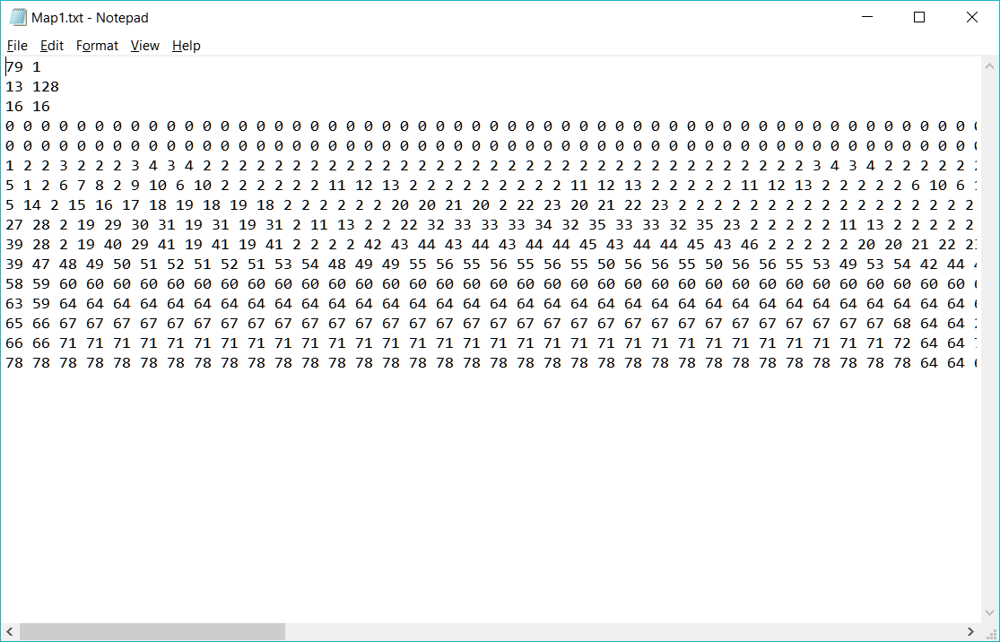 Map1.txt - Notepad
File Edit Format View Help
79 1
13 128
16 16
0 0 0 0 0 0 0 0 0 0 0 0 0 0 0 0 0 0 0 0 0 0 0 0 0 0 0 0 0 0 0 0 0 0 0 0 0 0 0 0 0 0 0 0 0 0 0 0 0 0 0 0 0 0
0 0 0 0 0 0 0 0 0 0 0 0 0 0 0 0 0 0 0 0 0 0 0 0 0 0 0 0 0 0 0 0 0 0 0 0 0 0 0 0 0 0 0 0 0 0 0 0 0 0 0 0 0 0
1 2 2 3 2 2 2 3 4 3 4 2 2 2 2 2 2 2 2 2 2 2 2 2 2 2 2 2 2 2 2 2 2 2 2 2 2 2 2 2 2 2 2 2 2 3 4 3 4 2 2 2 2 2
5 1 2 6 7 8 2 9 10 6 10 2 2 2 2 2 2 11 12 13 2 2 2 2 2 2 2 2 2 11 12 13 2 2 2 2 2 11 12 13 2 2 2 2 2 6 10 6
5 14 2 15 16 17 18 19 18 19 18 2 2 2 2 2 2 20 20 21 20 2 22 23 20 21 22 23 2 2 2 2 2 2 2 2 2 2 2 2 2 2 2 2 2
27 28 2 19 29 30 31 19 31 19 31 2 11 13 2 2 22 32 33 33 33 34 32 35 33 33 32 35 23 2 2 2 2 2 11 13 2 2 2 2 2
39 28 2 19 40 29 41 19 41 19 41 2 2 2 2 42 43 44 43 44 43 44 44 45 43 44 44 45 43 46 2 2 2 2 2 20 20 21 22
39 47 48 49 50 51 52 51 52 51 53 54 48 49 49 55 56 55 56 55 56 55 50 56 56 55 50 56 56 55 53 49 53 54 42 44
58 59 60 60 60 60 60 60 60 60 60 60 60 60 60 60 60 60 60 60 60 60 60 60 60 60 60 60 60 60 60 60 60 60 60 60
63 59 64 64 64 64 64 64 64 64 64 64 64 64 64 64 64 64 64 64 64 64 64 64 64 64 64 64 64 64 64 64 64 64 64 64
65 66 67 67 67 67 67 67 67 67 67 67 67 67 67 67 67 67 67 67 67 67 67 67 67 67 67 67 67 67 67 67 67 68 64 64
66 66 71 71 71 71 71 71 71 71 71 71 71 71 71 71 71 71 71 71 71 71 71 71 71 71 71 71 71 71 71 71 71 72 64 64
78 78 78 78 78 78 78 78 78 78 78 78 78 78 78 78 78 78 78 78 78 78 78 78 78 78 78 78 78 78 78 78 78 78 64 64